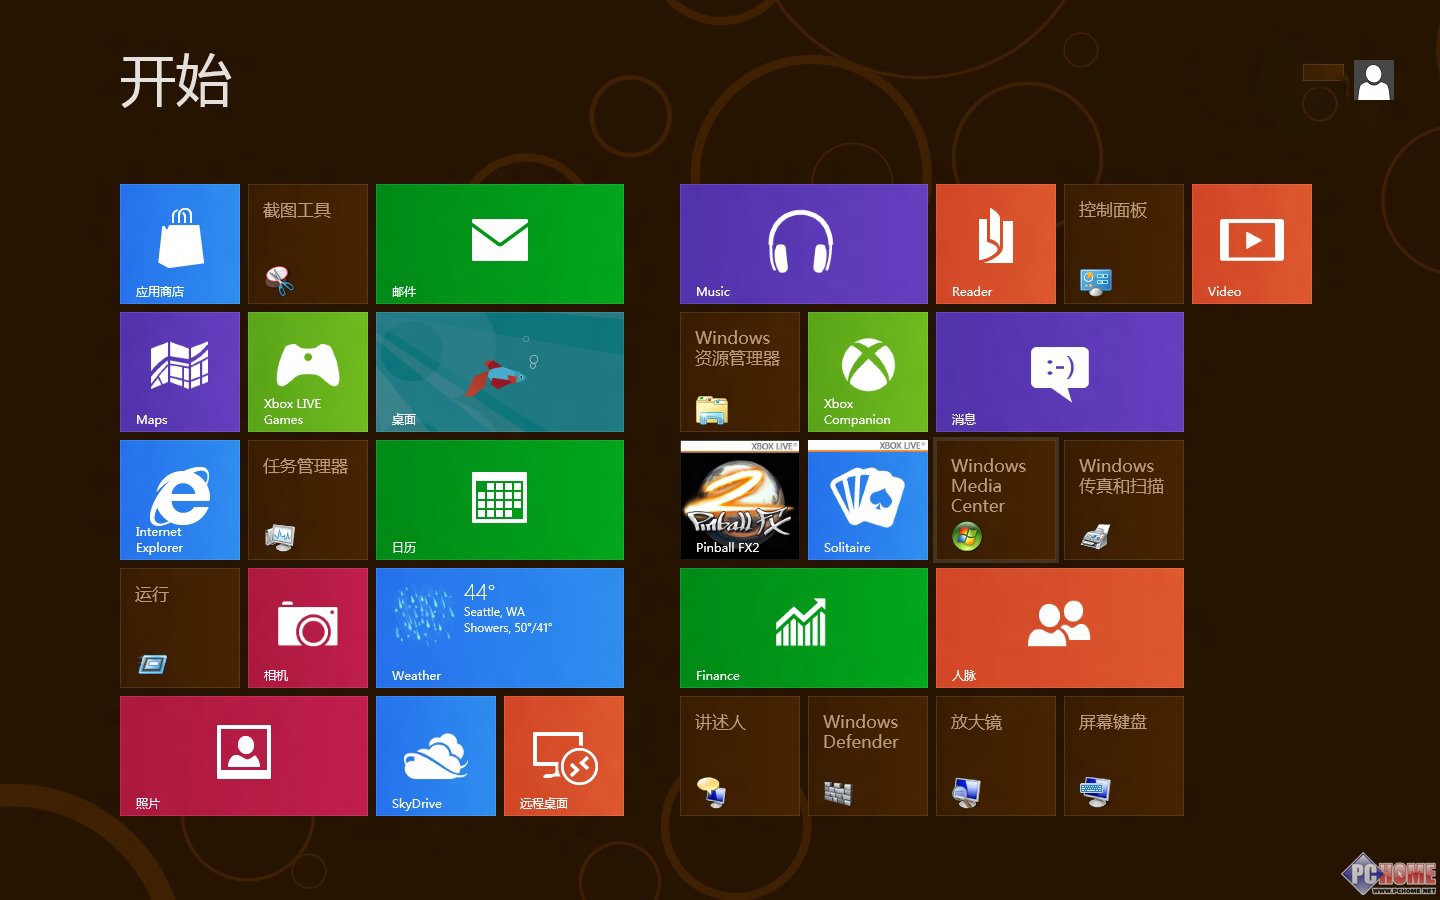 开始
应用商店
截图工具
邮件
Maps
Xbox LIVE
Games
桌面
Internet
Explorer
任务管理器
日历
运行
相机
44°
Seattle, WA
Showers, 50°/41°
Weather
照片
SkyDrive
远程桌面
Music
Reader
控制面板
Video
Windows
资源管理器
Xbox
Companion
:-)
消息
XBOX LIVE®
2
Pinball FX
Pinball FX2
XBOX LIVE®
Solitaire
Windows
Media
Center
Windows
传真和扫描
Finance
人脉
讲述人
Windows
Defender
放大镜
屏幕键盘
PCHOME
WWW.PCHOME.NET